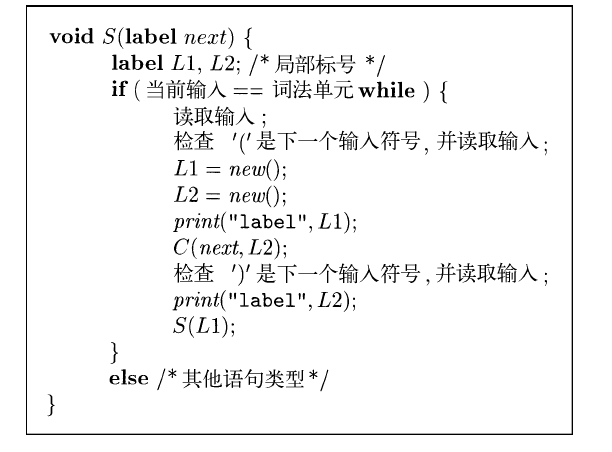 void S(label next) {
label L1, L2; /* 局部标号 */
if ( 当前输入 == 词法单元 while ) {
读取输入 ;
检查 '(' 是下一个输入符号, 并读取输入 ;
L1 = new();
L2 = new();
print("label", L1);
C(next, L2);
检查 ')' 是下一个输入符号, 并读取输入 ;
print("label", L2);
S(L1);
}
else /* 其他语句类型 */
}